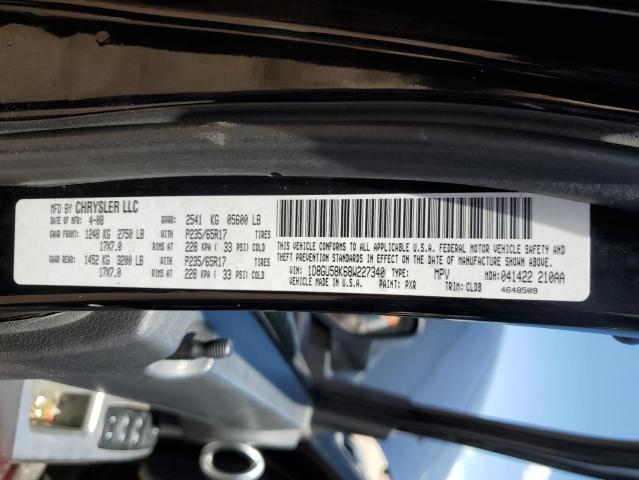 MFD BY CHRYSLER LLC
DATE OF MFR: 4-08 GVWR: 2541 KG 05600 LB
GAWR FRONT: 1248 KG 2750 LB WITH P235/65R17 TIRES
17X7.0 RIMS AT 228 KPA ( 33 PSI) COLD
GAWR REAR: 1452 KG 3200 LB WITH P235/65R17 TIRES
17X7.0 RIMS AT 228 KPA ( 33 PSI) COLD
THIS VEHICLE CONFORMS TO ALL APPLICABLE U.S.A. FEDERAL MOTOR VEHICLE SAFETY AND
THEFT PREVENTION STANDARDS IN EFFECT ON THE DATE OF MANUFACTURE SHOWN ABOVE.
VIN: 1D8GU58K68W227340 TYPE: MPV MDH: 041422 210AA
VEHICLE MADE IN U.S.A. PAINT: PXR TRIM: CLDB 4648509